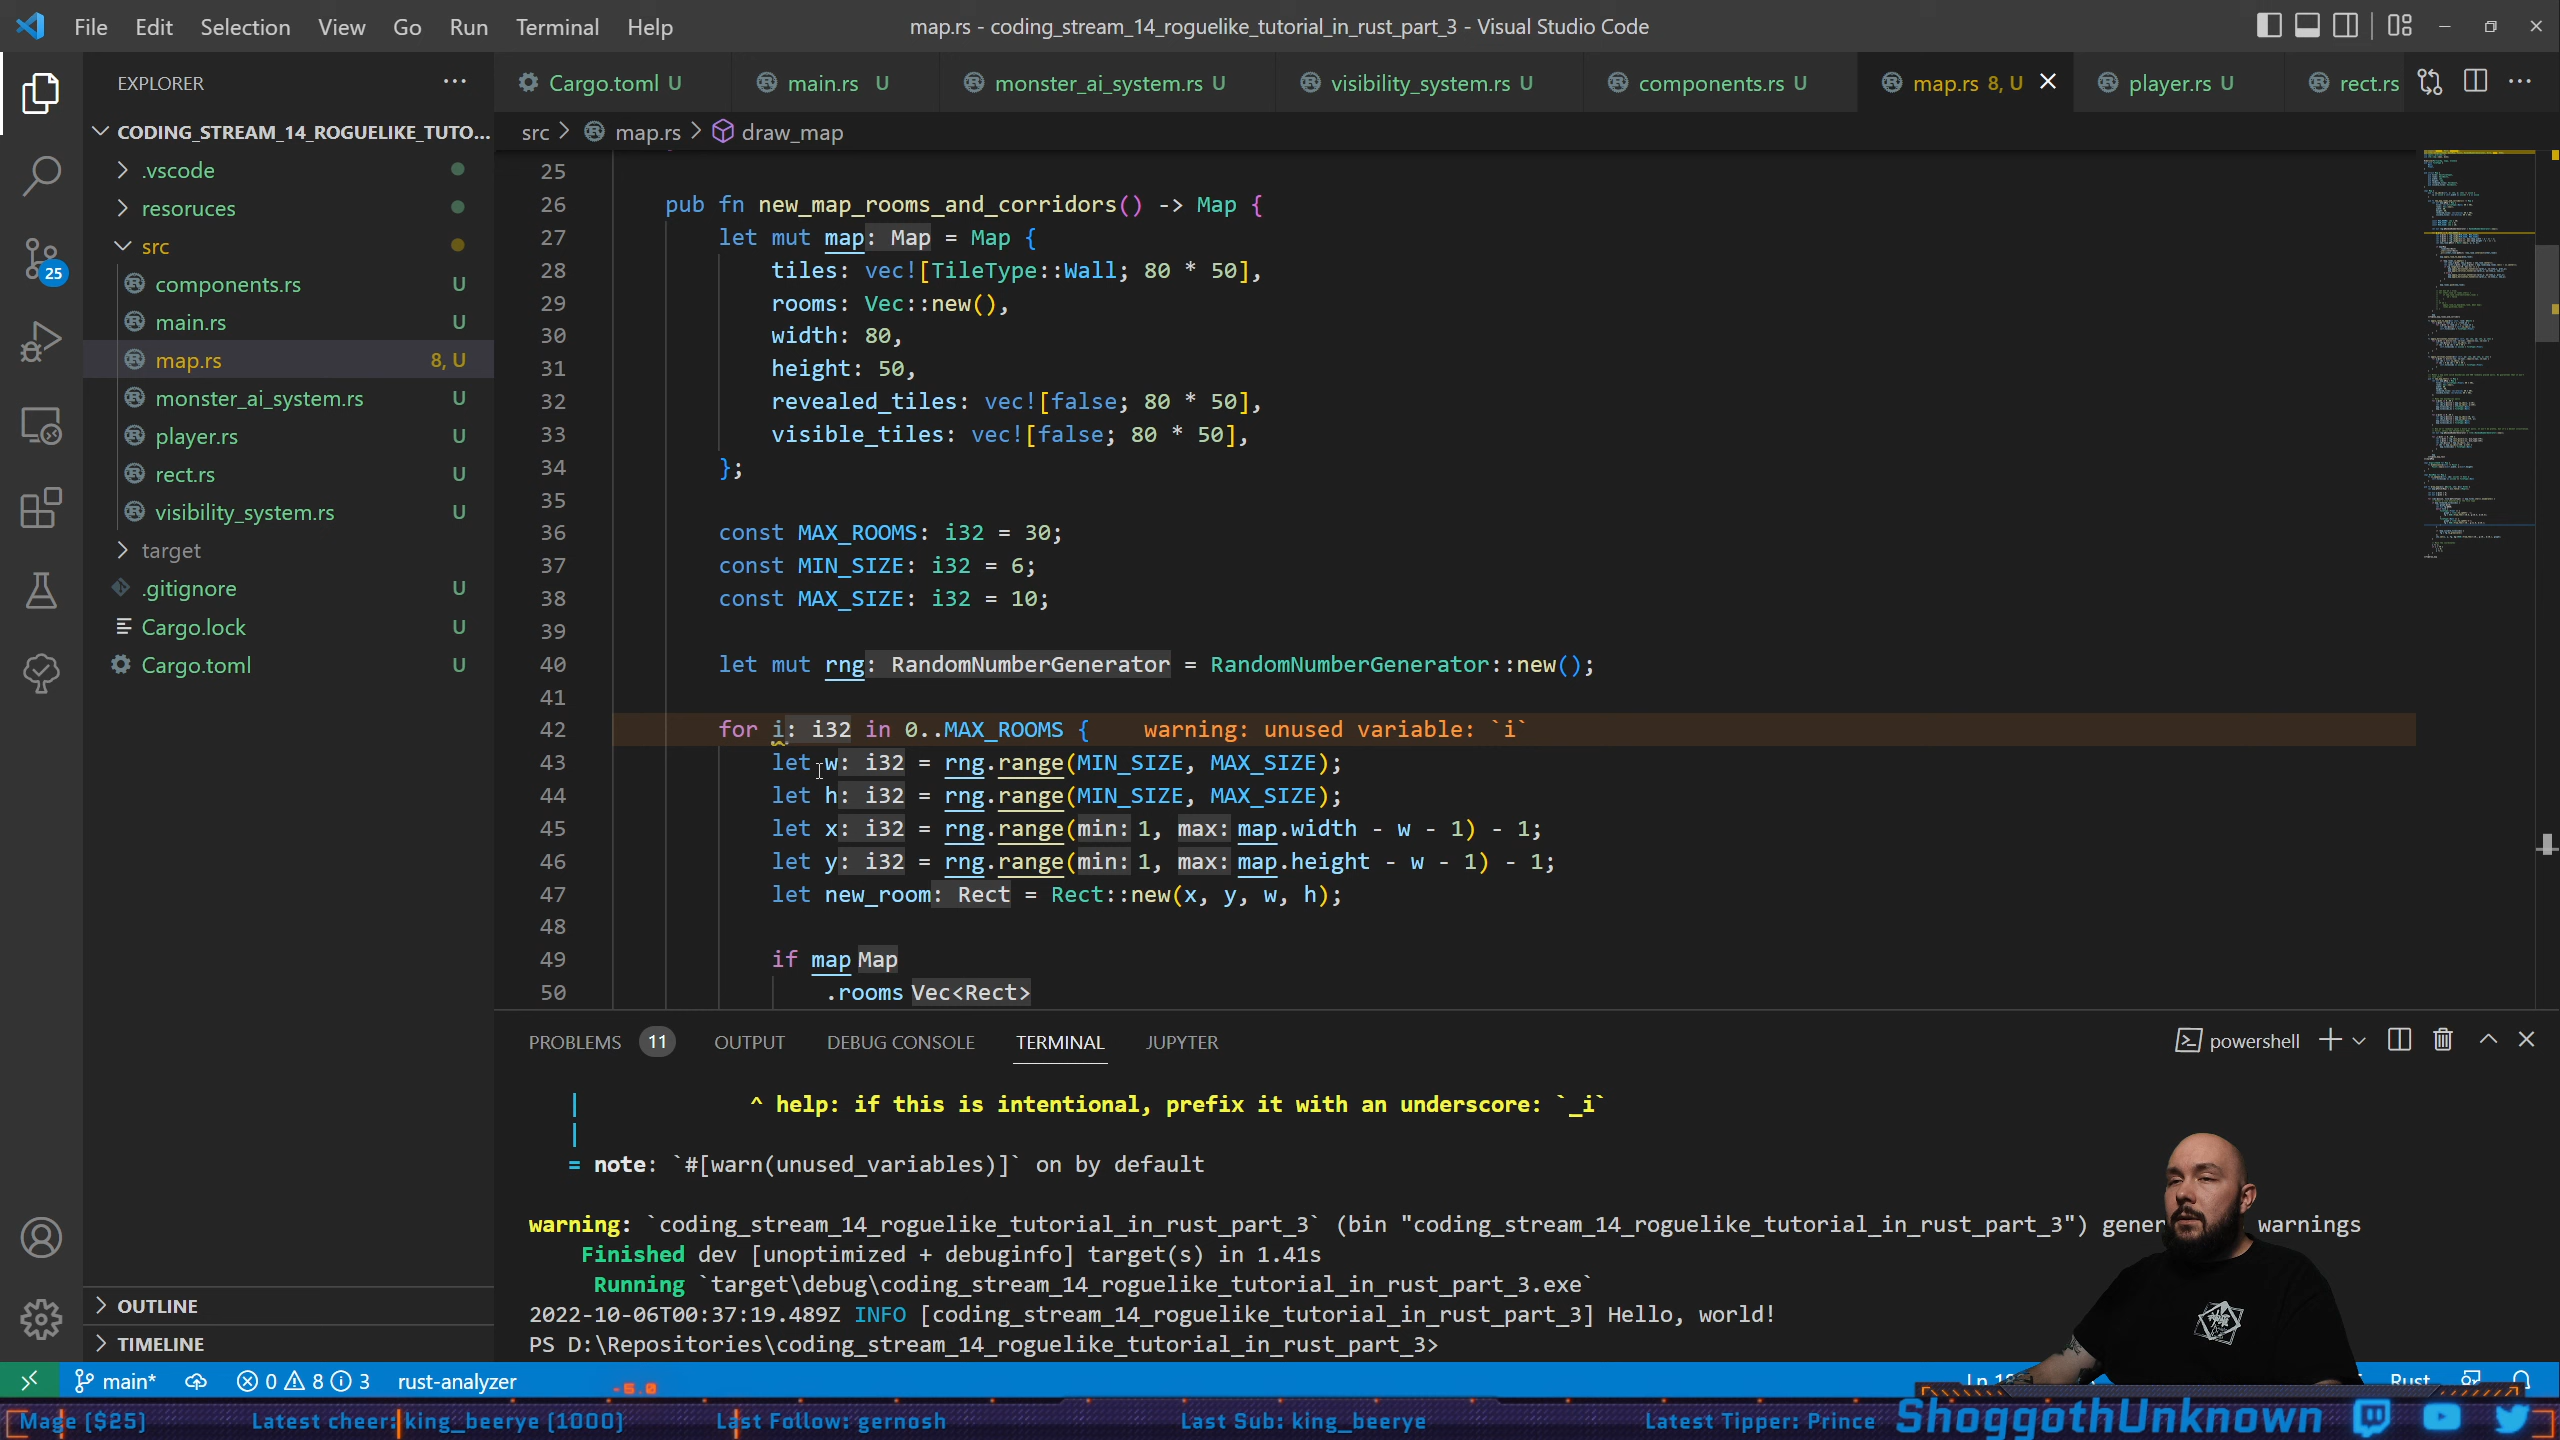 File Edit Selection View Go Run Terminal Help
map.rs - coding_stream_14_roguelike_tutorial_in_rust_part_3 - Visual Studio Code
EXPLORER
CODING_STREAM_14_ROGUELIKE_TUTO...
.vscode
resoruces
src
components.rs U
main.rs U
map.rs 8, U
monster_ai_system.rs U
player.rs U
rect.rs U
visibility_system.rs U
target
.gitignore U
Cargo.lock U
Cargo.toml U
OUTLINE
TIMELINE
25
Cargo.toml U
main.rs U
monster_ai_system.rs U
visibility_system.rs U
components.rs U
map.rs 8, U
player.rs U
rect.rs
src > map.rs > draw_map
25
26 pub fn new_map_rooms_and_corridors() -> Map {
27 let mut map: Map = Map {
28 tiles: vec![TileType::Wall; 80 * 50],
29 rooms: Vec::new(),
30 width: 80,
31 height: 50,
32 revealed_tiles: vec![false; 80 * 50],
33 visible_tiles: vec![false; 80 * 50],
34 };
35
36 const MAX_ROOMS: i32 = 30;
37 const MIN_SIZE: i32 = 6;
38 const MAX_SIZE: i32 = 10;
39
40 let mut rng: RandomNumberGenerator = RandomNumberGenerator::new();
41
42 for i: i32 in 0..MAX_ROOMS { warning: unused variable: `i`
43 let w: i32 = rng.range(MIN_SIZE, MAX_SIZE);
44 let h: i32 = rng.range(MIN_SIZE, MAX_SIZE);
45 let x: i32 = rng.range(min: 1, max: map.width - w - 1) - 1;
46 let y: i32 = rng.range(min: 1, max: map.height - w - 1) - 1;
47 let new_room: Rect = Rect::new(x, y, w, h);
48
49 if map Map
50 .rooms Vec<Rect>
PROBLEMS 11 OUTPUT DEBUG CONSOLE TERMINAL JUPYTER
powershell
| ^ help: if this is intentional, prefix it with an underscore: `_i`
|
= note: `#[warn(unused_variables)]` on by default
warning: `coding_stream_14_roguelike_tutorial_in_rust_part_3` (bin "coding_stream_14_roguelike_tutorial_in_rust_part_3") gener warnings
Finished dev [unoptimized + debuginfo] target(s) in 1.41s
Running `target\debug\coding_stream_14_roguelike_tutorial_in_rust_part_3.exe`
2022-10-06T00:37:19.489Z INFO [coding_stream_14_roguelike_tutorial_in_rust_part_3] Hello, world!
PS D:\Repositories\coding_stream_14_roguelike_tutorial_in_rust_part_3>
main* 0 8 3 rust-analyzer
Rust
-5.0
Mage ($25) Latest cheer: king_beerye (1000) Last Follow: gernosh Last Sub: king_beerye Latest Tipper: Prince
ShoggothUnknown